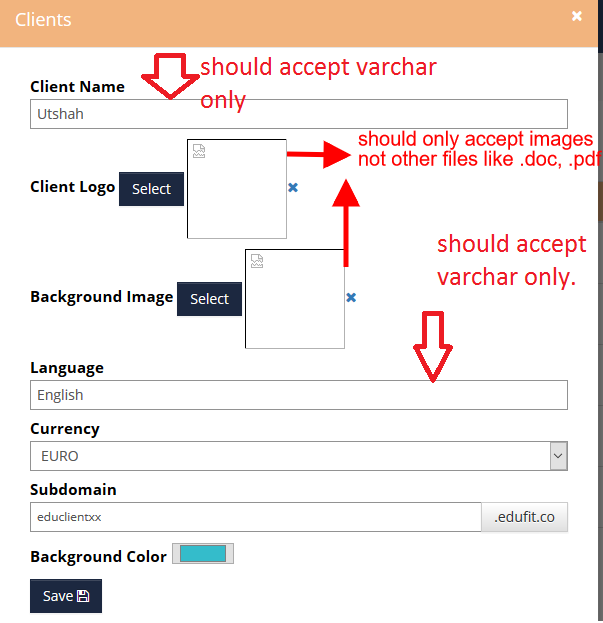 Clients
should accept varchar
only
Client Name
Utshah
should only accept images
not other files like .doc, .pdf
Client Logo Select
should accept
varchar only.
Background Image Select
Language
English
Currency
EURO
Subdomain
educlientxx .edufit.co
Background Color
Save